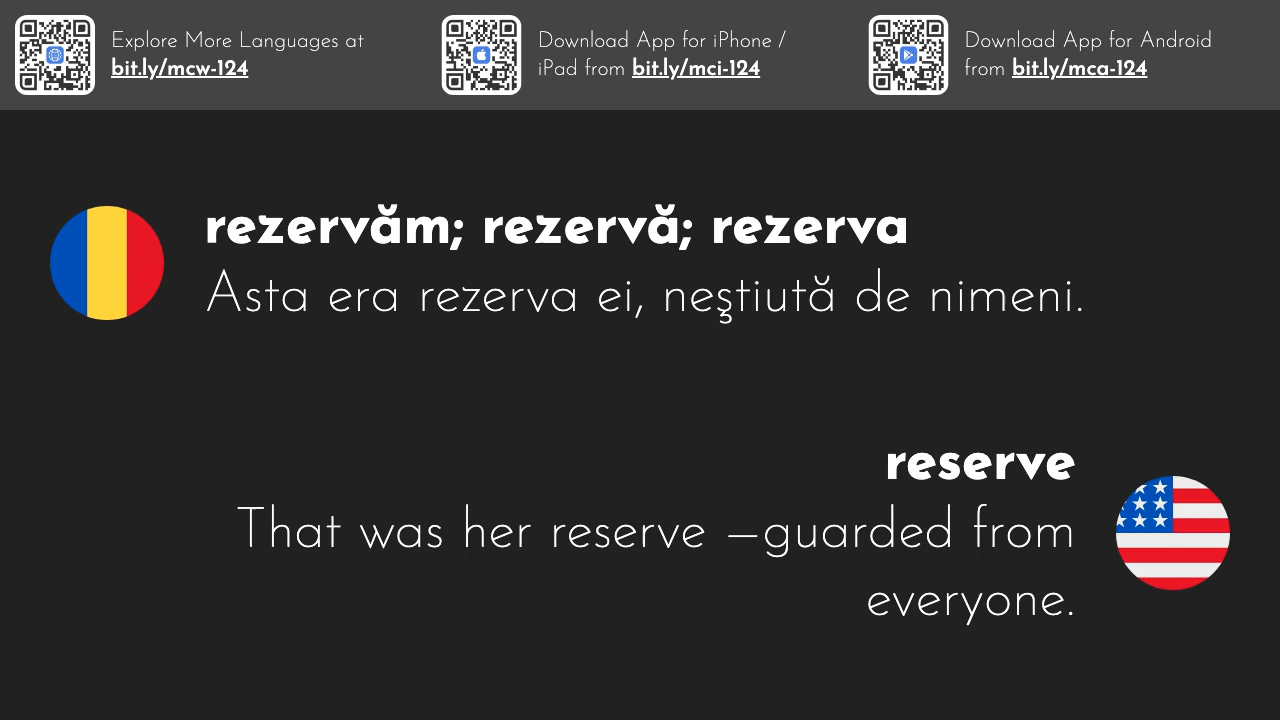 Explore More Languages at
bit.ly/mcw-124
Download App for iPhone /
iPad from bit.ly/mci-124
Download App for Android
from bit.ly/mca-124
rezervăm; rezervă; rezerva
Asta era rezerva ei, neştiută de nimeni.
reserve
That was her reserve —guarded from
everyone.